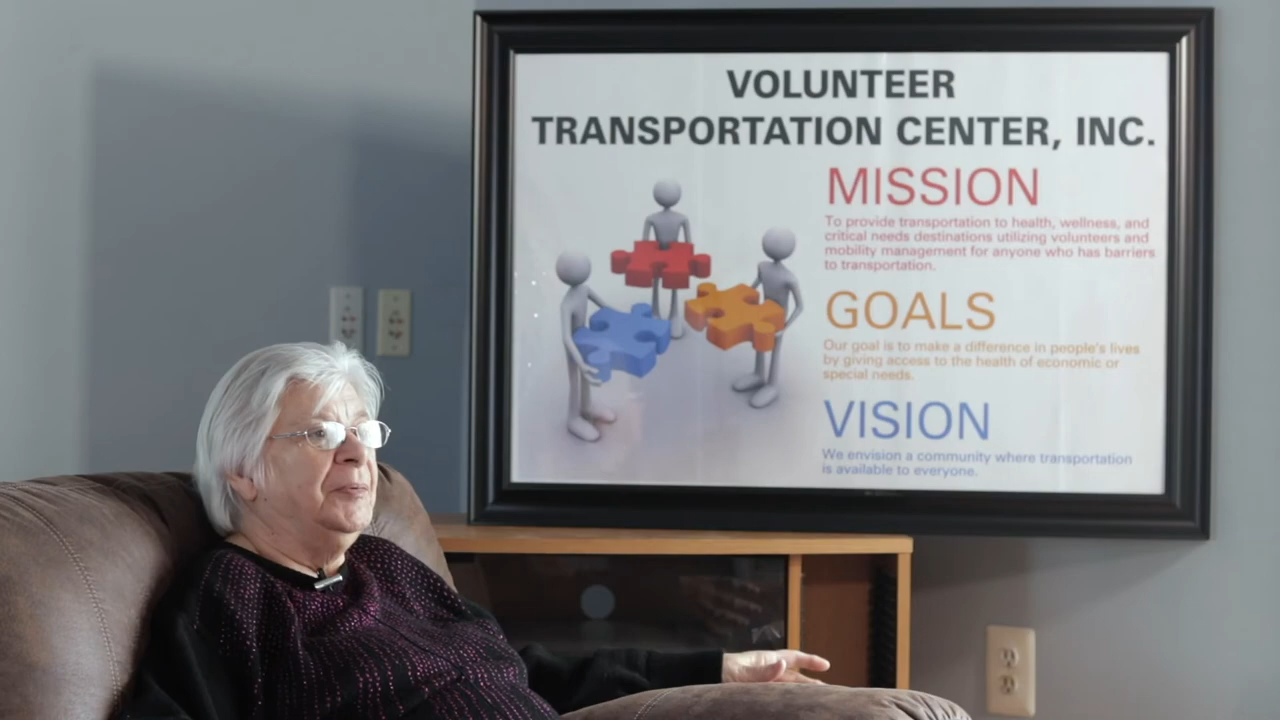 VOLUNTEER
TRANSPORTATION CENTER, INC.
MISSION
To provide transportation to health, wellness, and
critical needs destinations utilizing volunteers and
mobility management for anyone who has barriers
to transportation.
GOALS
Our goal is to make a difference in people's lives
by giving access to the health of economic or
special needs.
VISION
We envision a community where transportation
is available to everyone.